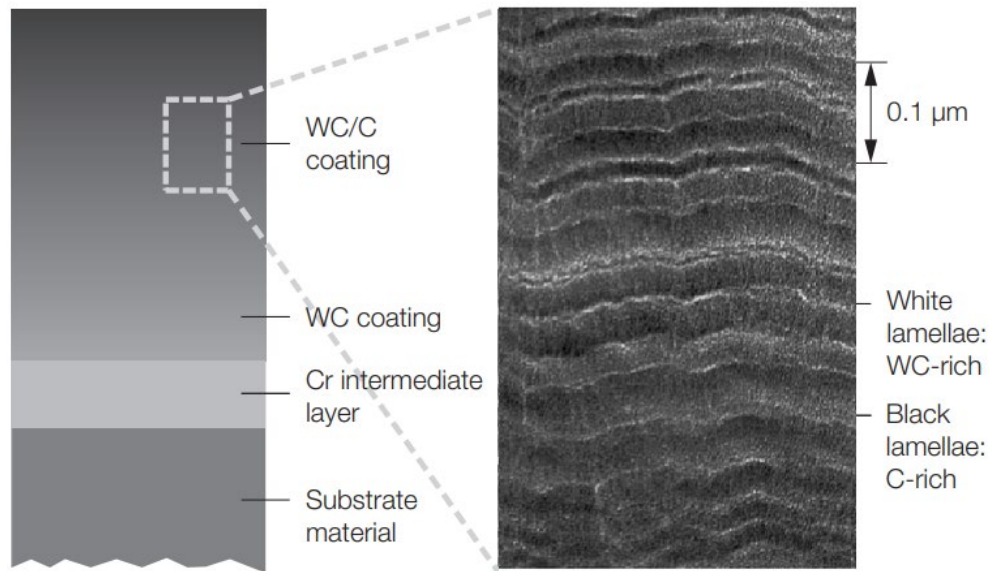 WC/C
coating
WC coating
Cr intermediate
layer
Substrate
material
0.1 µm
White
lamellae:
WC-rich
Black
lamellae:
C-rich